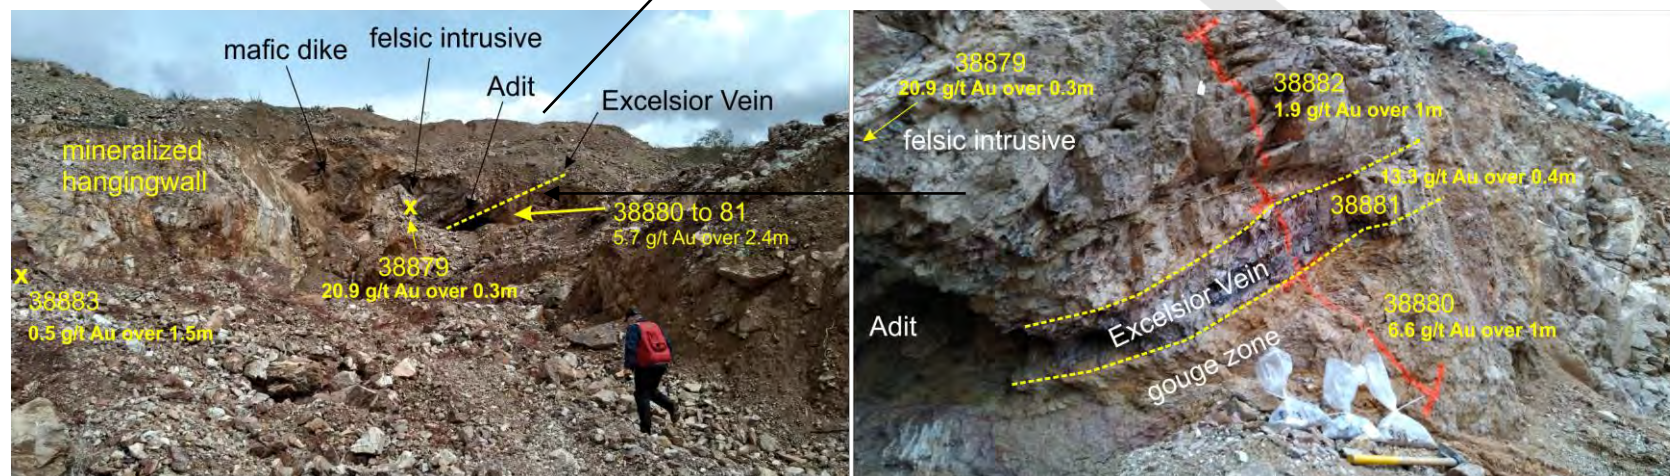 mafic dike
felsic intrusive
Adit
Excelsior Vein
mineralized
hangingwall
38880 to 81
5.7 g/t Au over 2.4m
x
38879
20.9 g/t Au over 0.3m
x
38883
0.5 g/t Au over 1.5m
38879
20.9 g/t Au over 0.3m
felsic intrusive
38882
1.9 g/t Au over 1m
13.3 g/t Au over 0.4m
38881
Excelsior Vein
Adit
gouge zone
38880
6.6 g/t Au over 1m